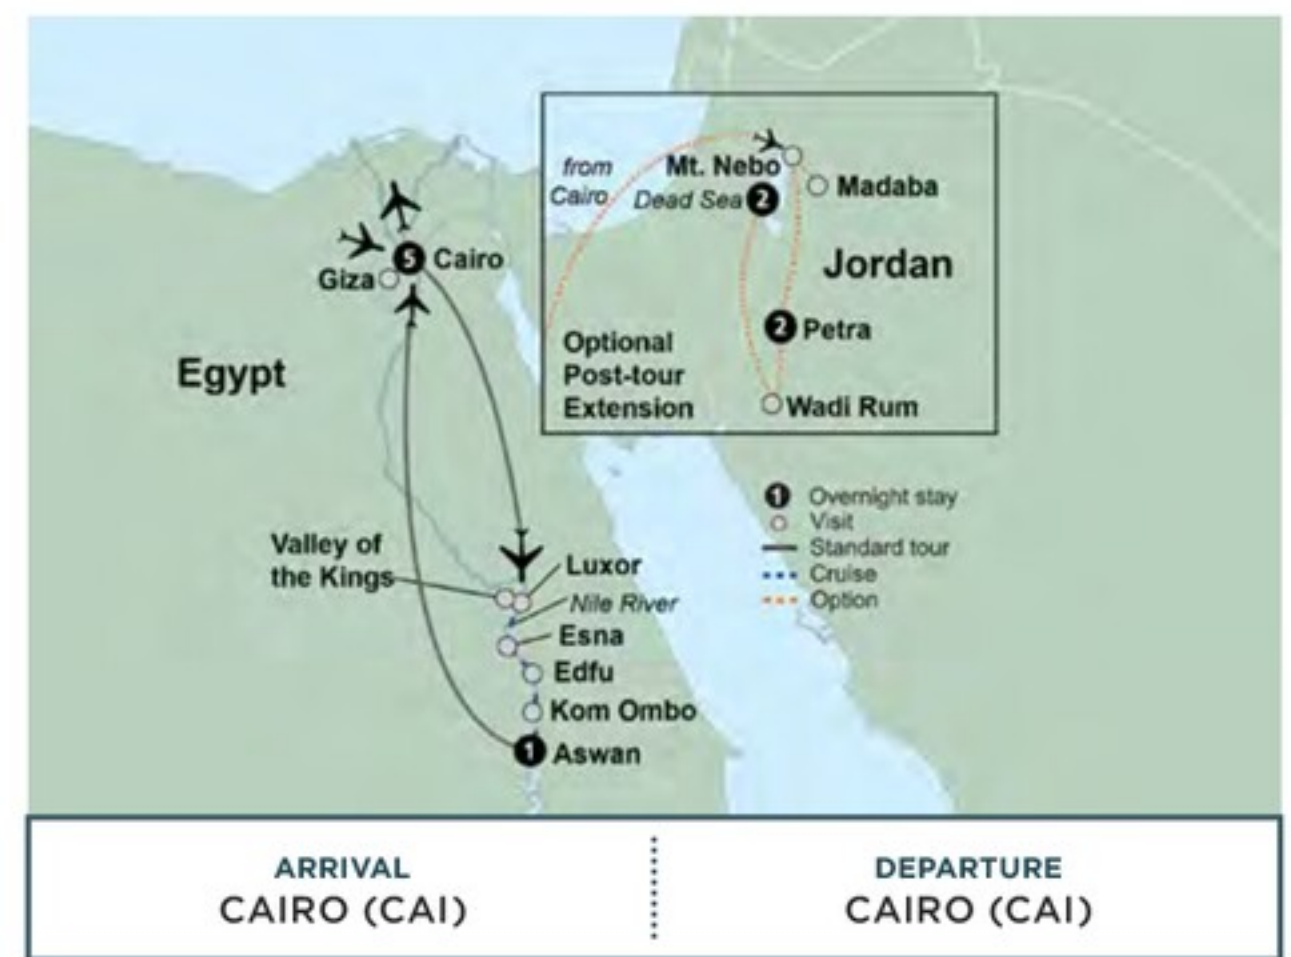 from
Cairo
Mt. Nebo
Dead Sea 2
Madaba
Jordan
2 Petra
Wadi Rum
Optional
Post-tour
Extension
5 Cairo
Giza
Egypt
1 Overnight stay
Visit
Standard tour
Cruise
Option
Valley of
the Kings
Luxor
Nile River
Esna
Edfu
Kom Ombo
1 Aswan
ARRIVAL
CAIRO (CAI)
DEPARTURE
CAIRO (CAI)